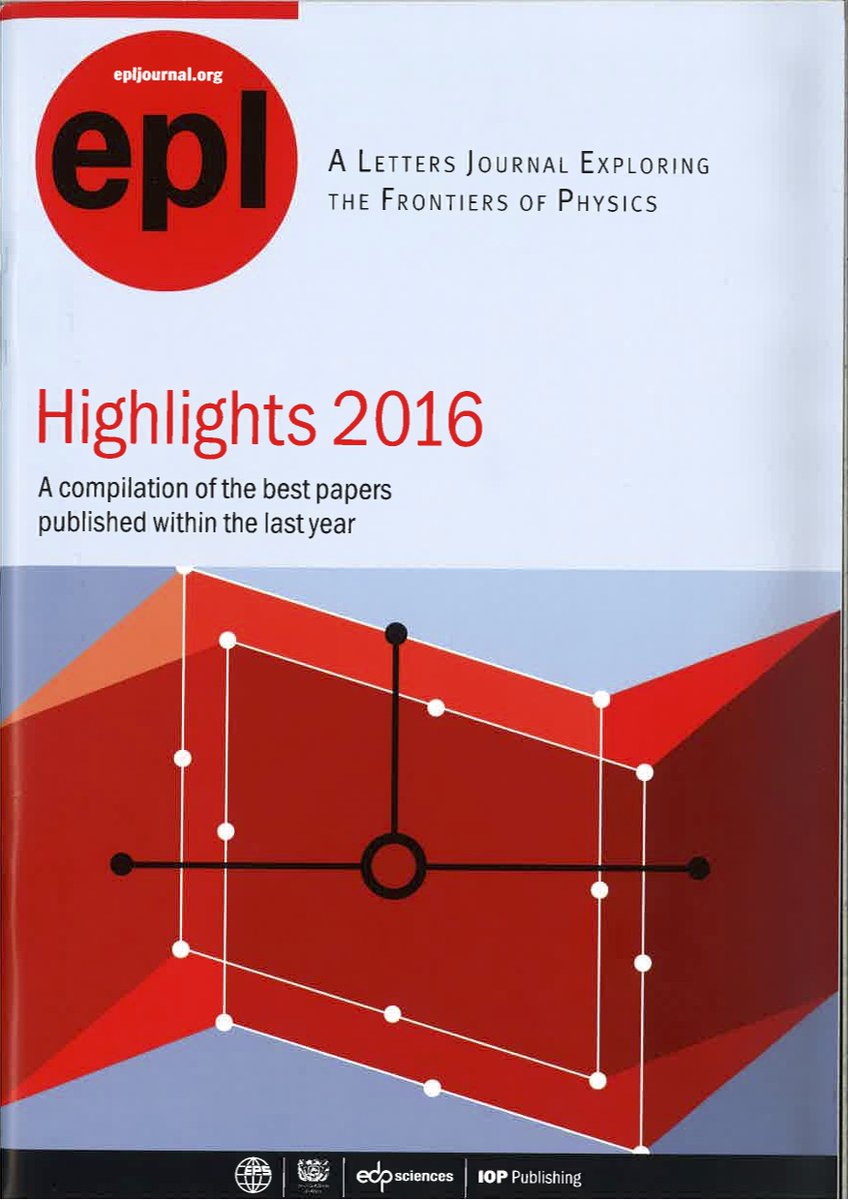 epljournal.org
epl
A Letters Journal Exploring
the Frontiers of Physics
Highlights 2016
A compilation of the best papers
published within the last year
EPS
edp sciences
IOP Publishing